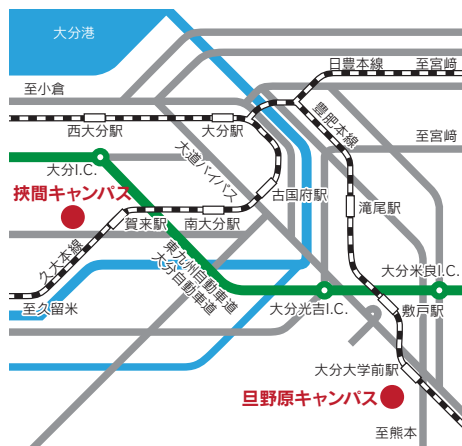 大分港
日豊本線
至宮﨑
至小倉
豊肥本線
西大分駅
大分駅
至宮﨑
大道バイパス
大分I.C.
挾間キャンパス
古国府駅
滝尾駅
賀来駅
南大分駅
久大本線
東九州自動車道
大分自動車道
大分米良I.C.
至久留米
大分光吉I.C.
敷戸駅
大分大学前駅
旦野原キャンパス
至熊本